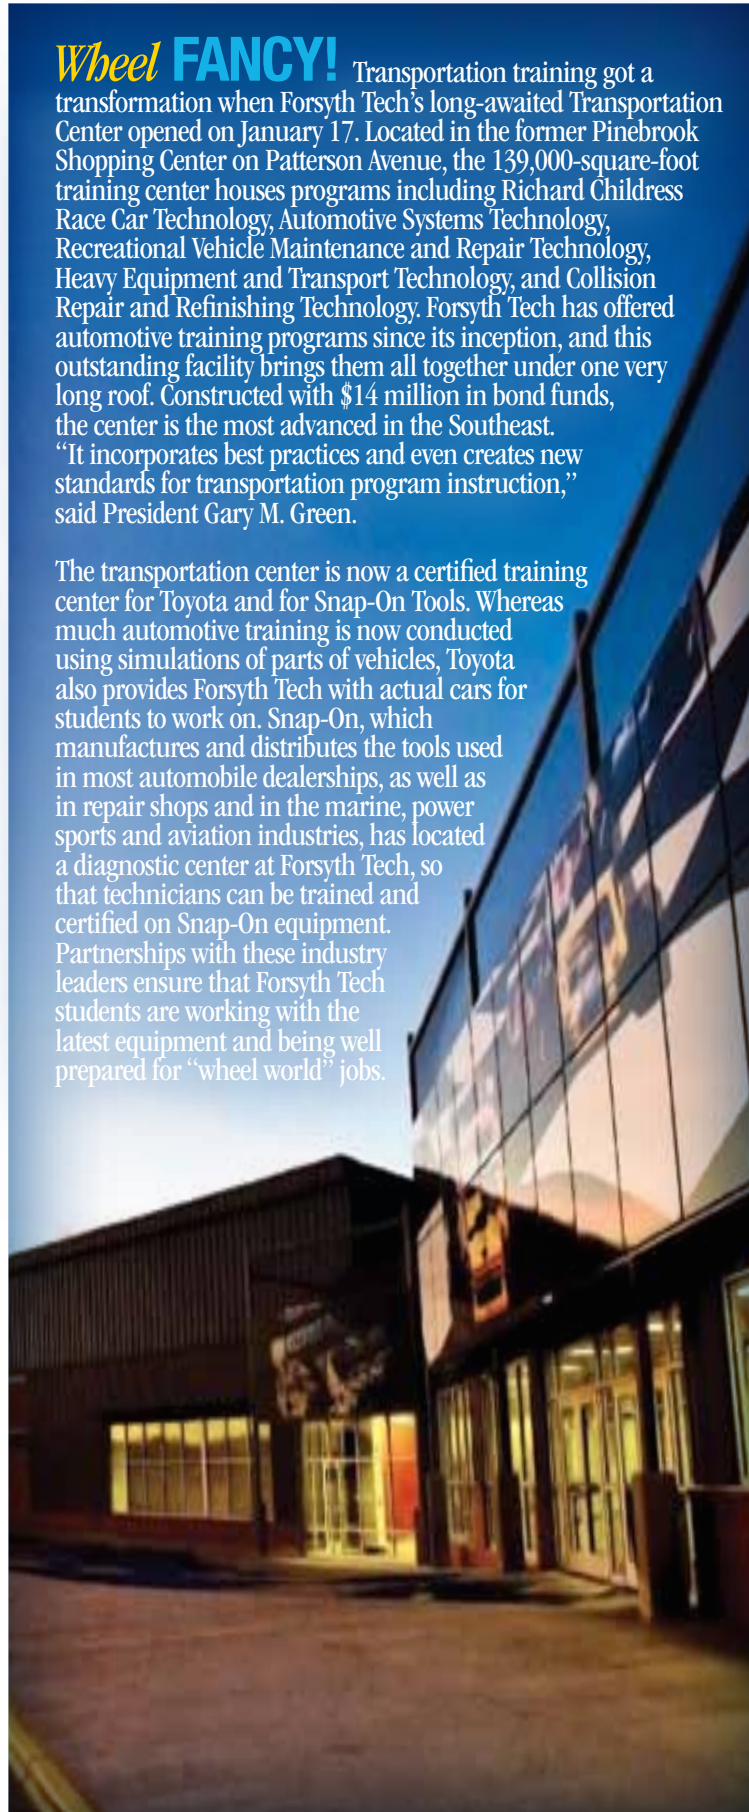 Wheel FANCY! Transportation training got a
transformation when Forsyth Tech’s long-awaited Transportation
Center opened on January 17. Located in the former Pinebrook
Shopping Center on Patterson Avenue, the 139,000-square-foot
training center houses programs including Richard Childress
Race Car Technology, Automotive Systems Technology,
Recreational Vehicle Maintenance and Repair Technology,
Heavy Equipment and Transport Technology, and Collision
Repair and Refinishing Technology. Forsyth Tech has offered
automotive training programs since its inception, and this
outstanding facility brings them all together under one very
long roof. Constructed with $14 million in bond funds,
the center is the most advanced in the Southeast.
“It incorporates best practices and even creates new
standards for transportation program instruction,”
said President Gary M. Green.
The transportation center is now a certified training
center for Toyota and for Snap-On Tools. Whereas
much automotive training is now conducted
using simulations of parts of vehicles, Toyota
also provides Forsyth Tech with actual cars for
students to work on. Snap-On, which
manufactures and distributes the tools used
in most automobile dealerships, as well as
in repair shops and in the marine, power
sports and aviation industries, has located
a diagnostic center at Forsyth Tech, so
that technicians can be trained and
certified on Snap-On equipment.
Partnerships with these industry
leaders ensure that Forsyth Tech
students are working with the
latest equipment and being well
prepared for “wheel world” jobs.